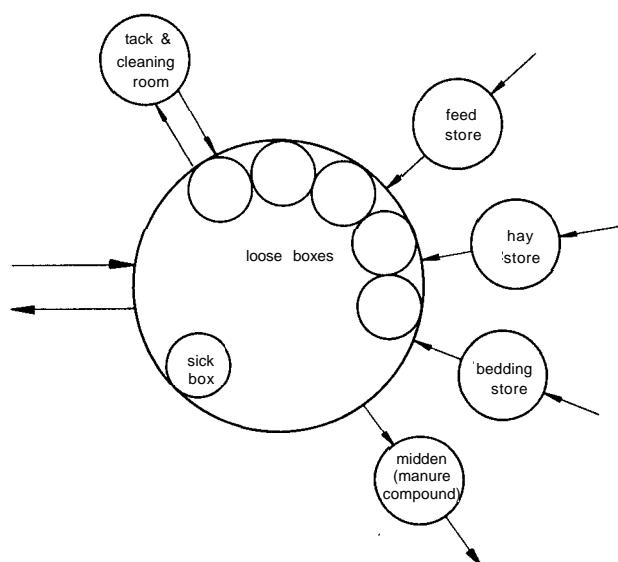 tack &
cleaning
room
feed
store
hay
store
loose boxes
sick
box
bedding
store
midden
(manure
compound)